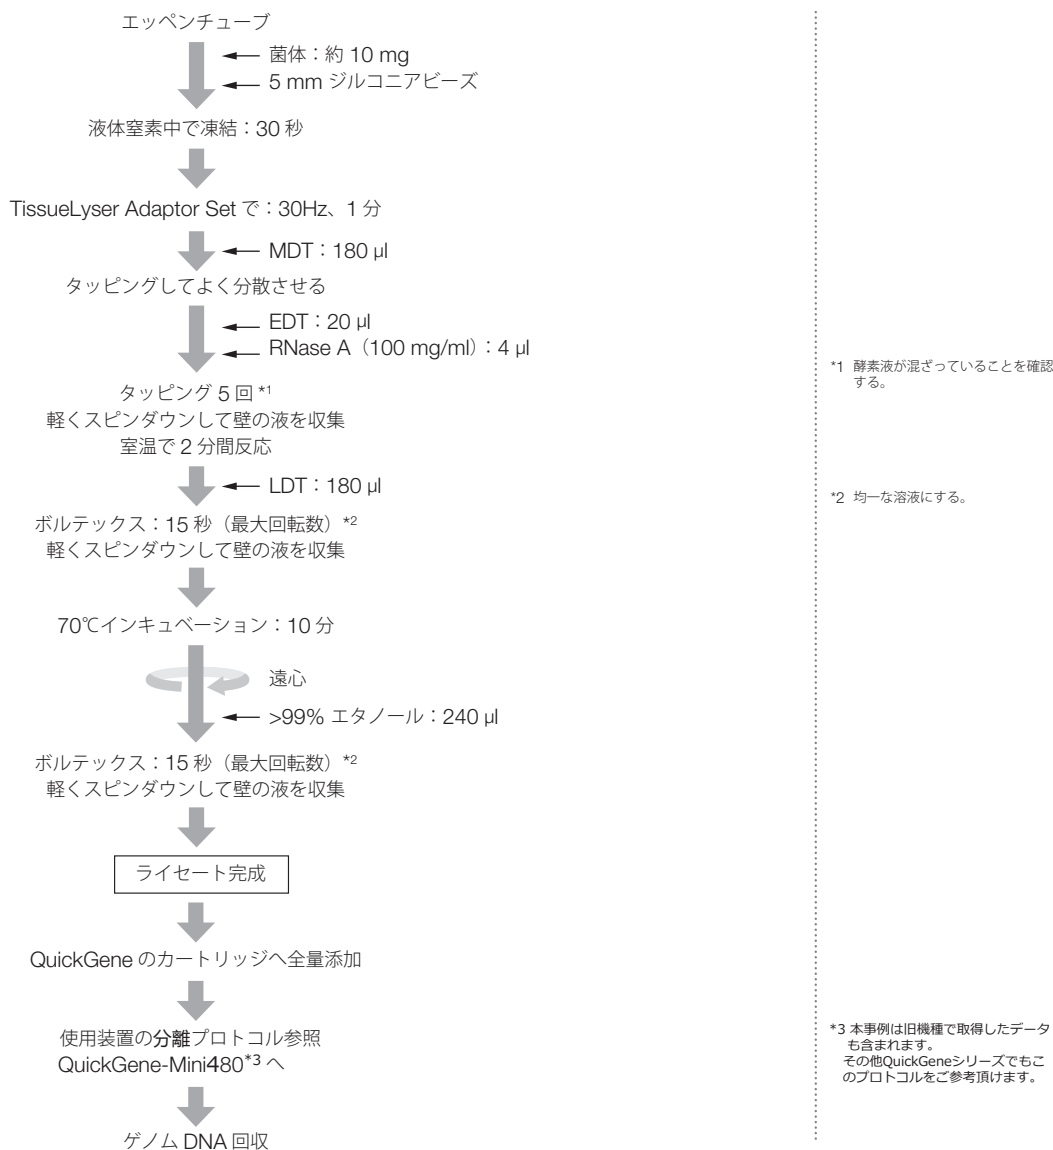 エッペンチューブ
菌体：約 10 mg
5 mm ジルコニアビーズ
液体窒素中で凍結：30 秒
TissueLyser Adaptor Set で：30Hz、1 分
MDT：180 µl
タッピングしてよく分散させる
EDT：20 µl
RNase A（100 mg/ml）：4 µl
タッピング 5 回 *1
軽くスピンダウンして壁の液を収集
室温で 2 分間反応
LDT：180 µl
ボルテックス：15 秒（最大回転数）*2
軽くスピンダウンして壁の液を収集
70℃インキュベーション：10 分
遠心
>99% エタノール：240 µl
ボルテックス：15 秒（最大回転数）*2
軽くスピンダウンして壁の液を収集
ライセート完成
QuickGene のカートリッジへ全量添加
使用装置の分離プロトコル参照
QuickGene-Mini480*3 へ
ゲノム DNA 回収
*1 酵素液が混ざっていることを確認
する。
*2 均一な溶液にする。
*3 本事例は旧機種で取得したデータ
も含まれます。
その他QuickGeneシリーズでもこ
のプロトコルをご参考頂けます。